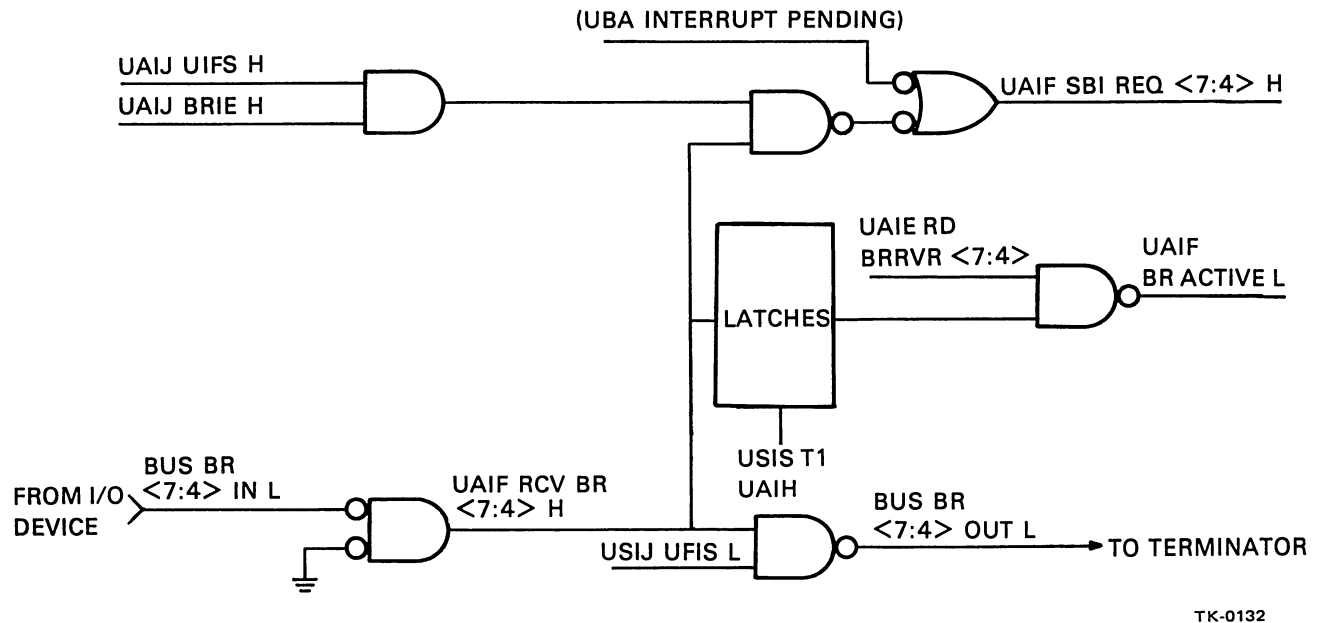 (UBA INTERRUPT PENDING)
UAIJ UIFS H
UAIJ BRIE H
UAIF SBI REQ <7:4> H
UAIE RD
BRRVR <7:4>
UAIF
BR ACTIVE L
LATCHES
USIS T1
UAIH
FROM I/O
DEVICE
BUS BR
<7:4> IN L
UAIF RCV BR
<7:4> H
USIJ UFIS L
BUS BR
<7:4> OUT L
TO TERMINATOR
TK-0132